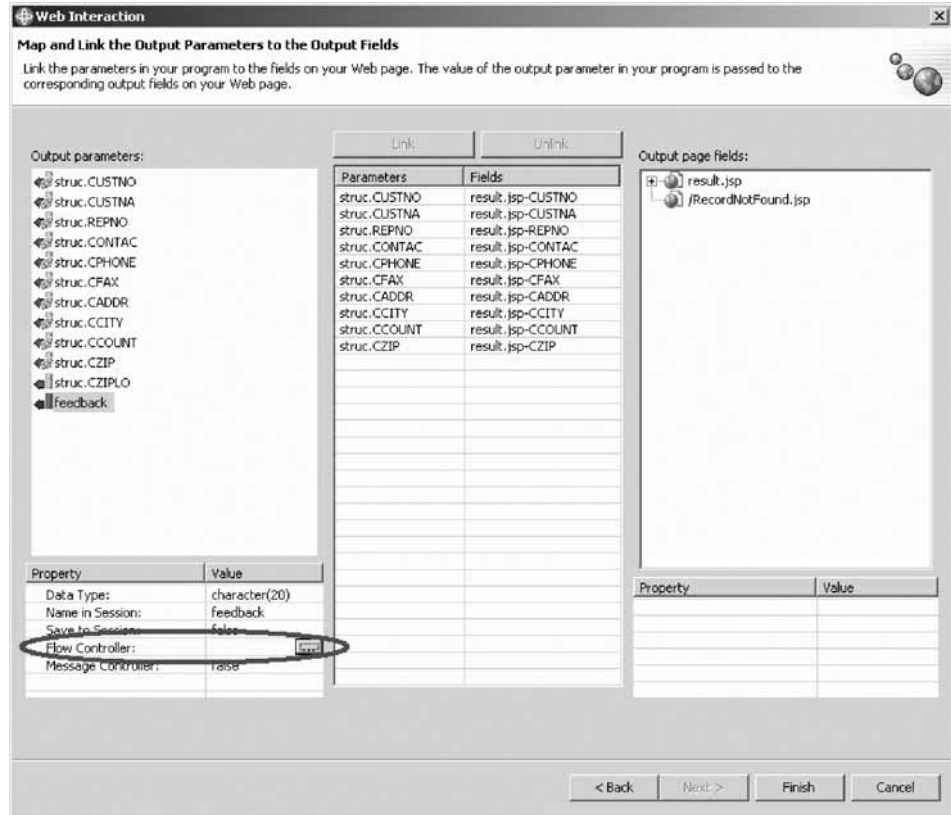 Web Interaction
Map and Link the Output Parameters to the Output Fields
Link the parameters in your program to the fields on your Web page. The value of the output parameter in your program is passed to the
corresponding output fields on your Web page.
Output parameters:
struc.CUSTNO
struc.CUSTNA
struc.REPNO
struc.CONTAC
struc.CPHONE
struc.CFAX
struc.CADDR
struc.CCITY
struc.CCOUNT
struc.CZIP
struc.CZIPLO
feedback
Property Value
Data Type: character(20)
Name in Session: feedback
Save to Session: false
Flow Controller:
Message Controller: false
Link Unlink
Parameters Fields
struc.CUSTNO result.jsp-CUSTNO
struc.CUSTNA result.jsp-CUSTNA
struc.REPNO result.jsp-REPNO
struc.CONTAC result.jsp-CONTAC
struc.CPHONE result.jsp-CPHONE
struc.CFAX result.jsp-CFAX
struc.CADDR result.jsp-CADDR
struc.CCITY result.jsp-CCITY
struc.CCOUNT result.jsp-CCOUNT
struc.CZIP result.jsp-CZIP
Output page fields:
result.jsp
/RecordNotFound.jsp
Property Value
< Back Next > Finish Cancel